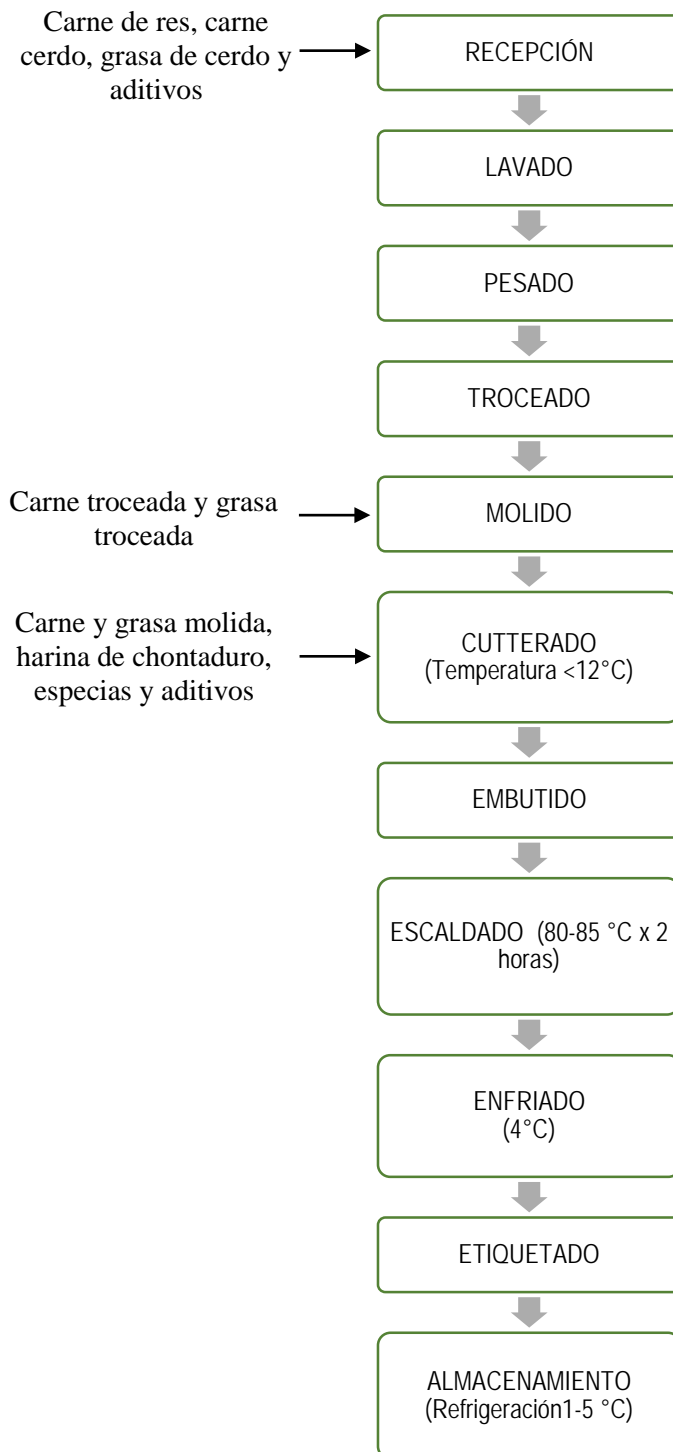 Carne de res, carne
cerdo, grasa de cerdo y
aditivos
RECEPCIÓN
LAVADO
PESADO
TROCEADO
Carne troceada y grasa
troceada
MOLIDO
Carne y grasa molida,
harina de chontaduro,
especias y aditivos
CUTTERADO
(Temperatura <12°C)
EMBUTIDO
ESCALDADO (80-85 °C x 2
horas)
ENFRIADO
(4°C)
ETIQUETADO
ALMACENAMIENTO
(Refrigeración1-5 °C)